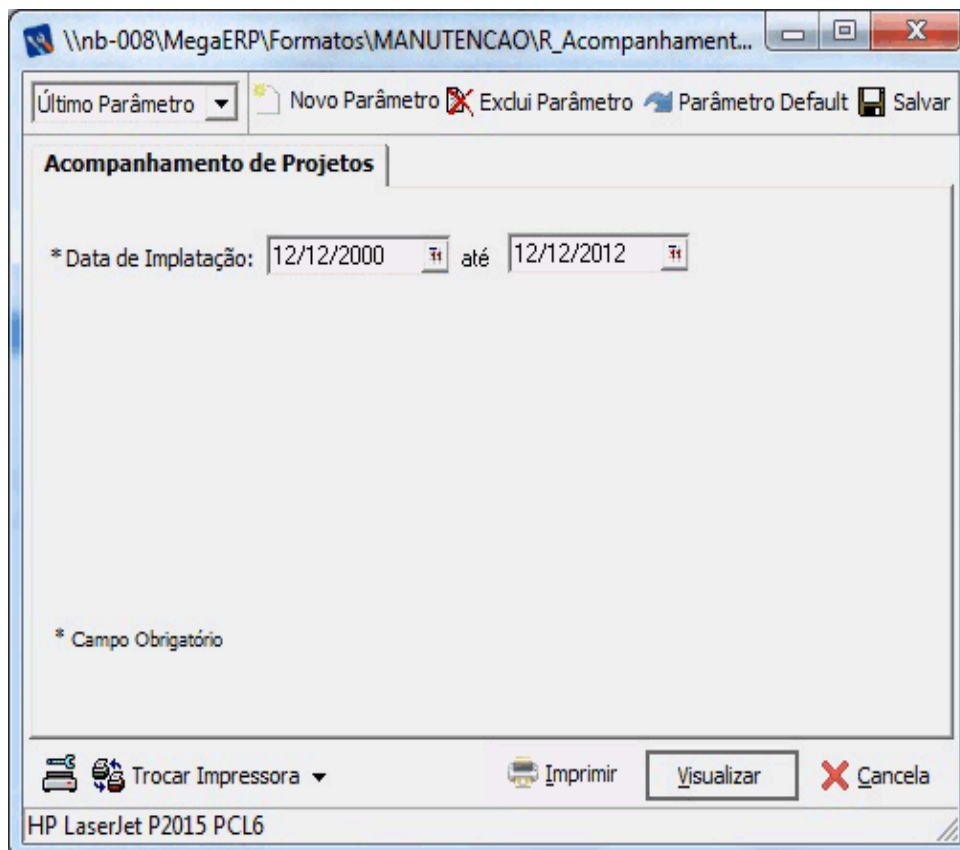 \\nb-008\MegaERP\Formatos\MANUTENCAO\R_Acompanhament...
Último Parâmetro Novo Parâmetro Exclui Parâmetro Parâmetro Default Salvar
Acompanhamento de Projetos
* Data de Implatação: 12/12/2000 até 12/12/2012
* Campo Obrigatório
Trocar Impressora Imprimir Visualizar Cancela
HP LaserJet P2015 PCL6